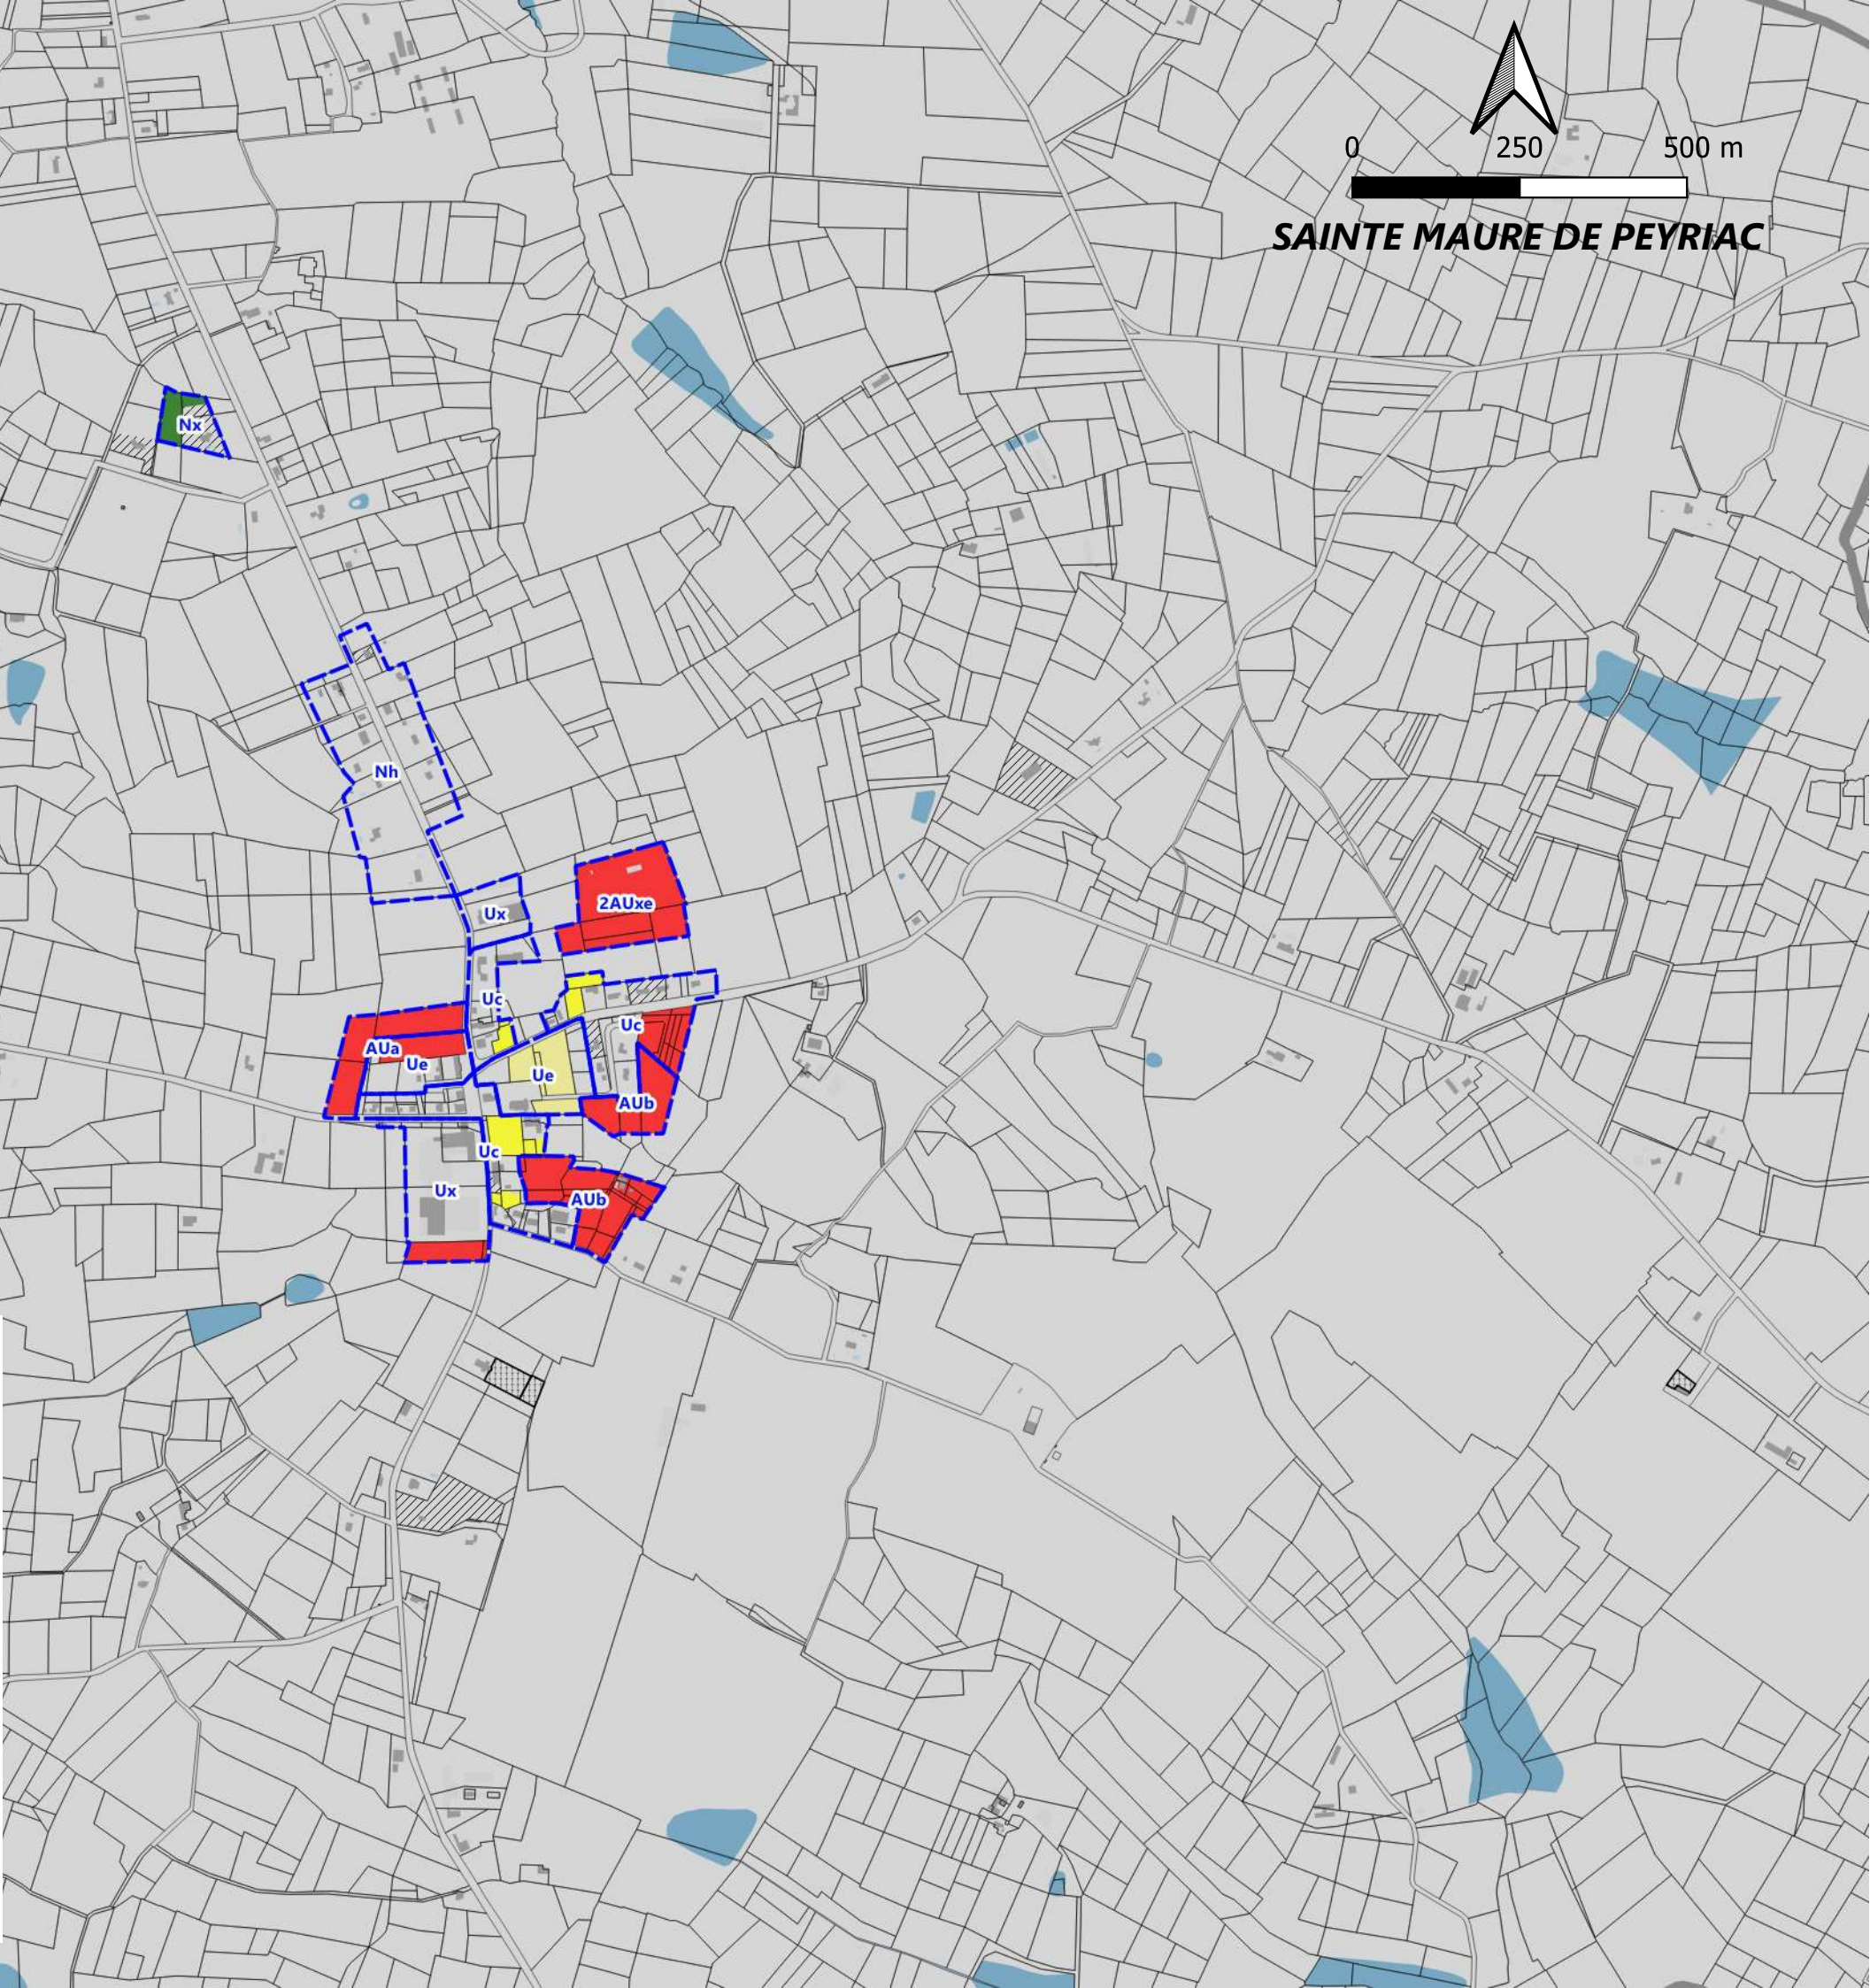 0 250 500 m
SAINTE MAURE DE PEYRIAC
Nx
Nh
2AUxe
Ux
Uc
Uc
AUa
Ue
Ue
AUb
Uc
Ux
AUb